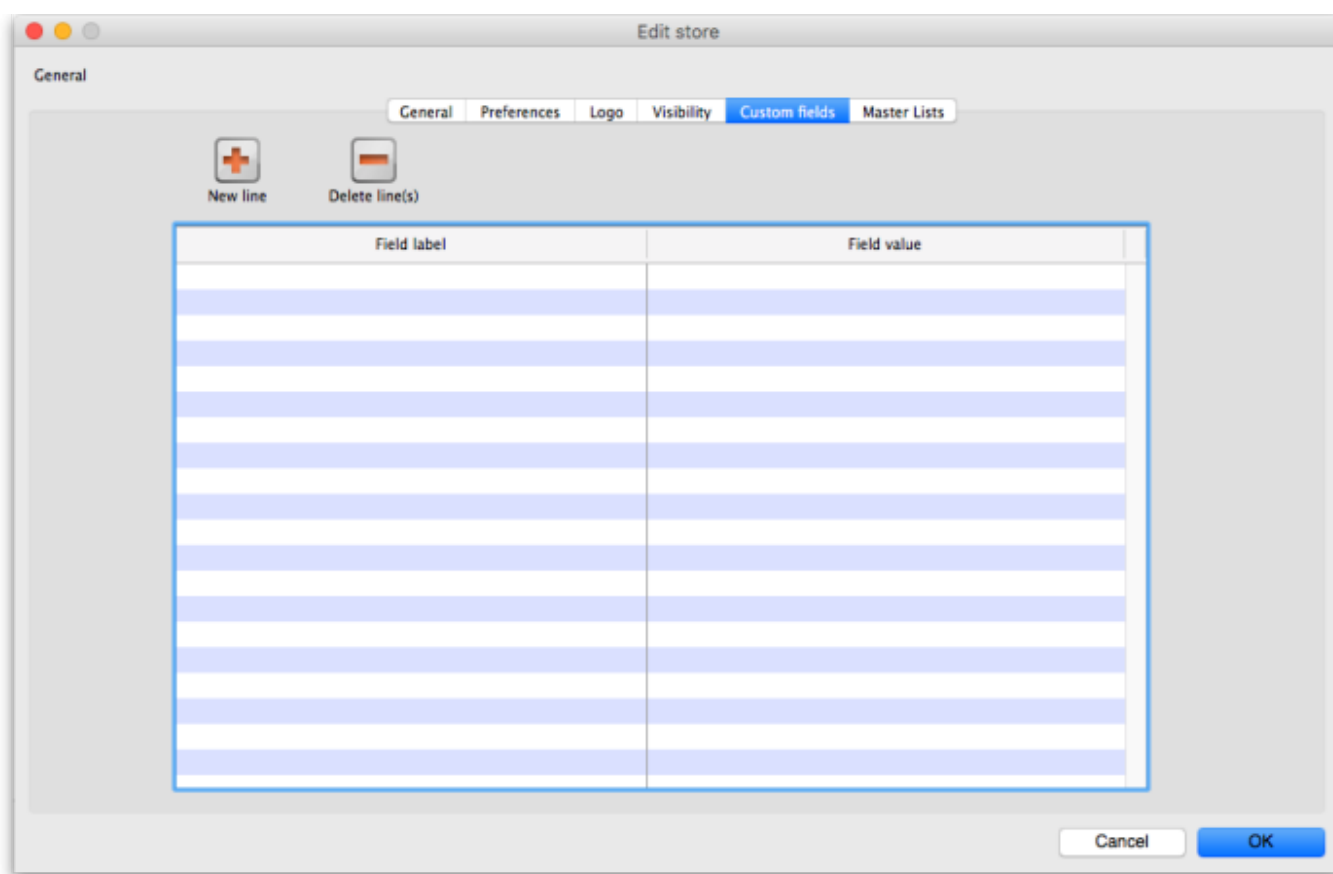 Edit store
General
General Preferences Logo Visibility Custom fields Master Lists
New line Delete line(s)
Field label Field value
Cancel OK